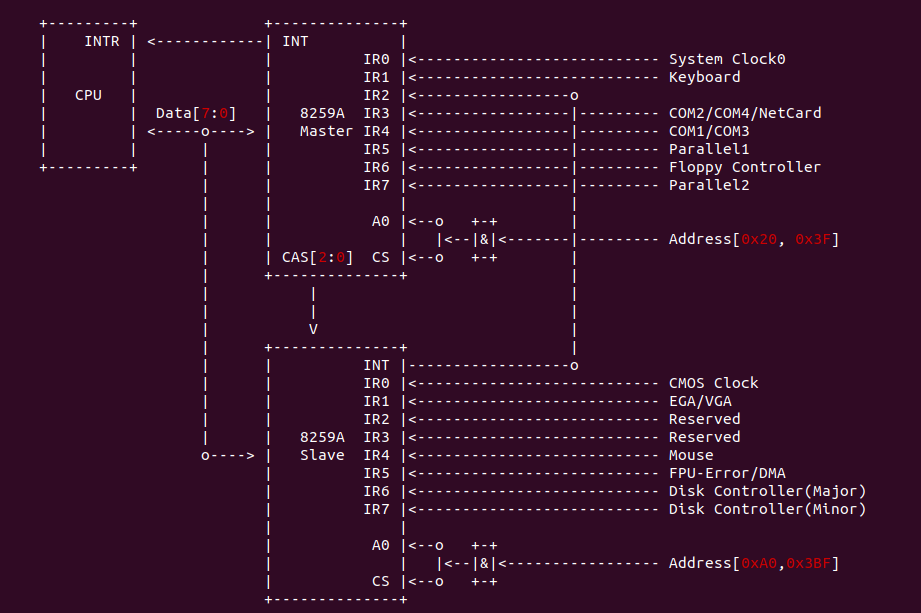 +---------+              +--------------+
|    INTR | <------------| INT          |
|         |              |          IR0 |<--------------------------- System Clock0
|         |              |          IR1 |<--------------------------- Keyboard
|   CPU   |              |          IR2 |<-----------------o
|         |  Data[7:0]   |   8259A  IR3 |<-----------------|--------- COM2/COM4/NetCard
|         | <-----o----> |   Master IR4 |<-----------------|--------- COM1/COM3
|         |       |      |          IR5 |<-----------------|--------- Parallel1
+---------+       |      |          IR6 |<-----------------|--------- Floppy Controller
                  |      |          IR7 |<-----------------|--------- Parallel2
                  |      |              |                  |
                  |      |           A0 |<--o   +-+        |
                  |      |              |   |<--|&|<-------|--------- Address[0x20, 0x3F]
                  |      | CAS[2:0]  CS |<--o   +-+        |
                  |      +--------------+                  |
                  |           |                            |
                  |           |                            |
                  |           V                            |
                  |      +--------------+                  |
                  |      |          INT |------------------o
                  |      |          IR0 |<--------------------------- CMOS Clock
                  |      |          IR1 |<--------------------------- EGA/VGA
                  |      |          IR2 |<--------------------------- Reserved
                  |      |   8259A  IR3 |<--------------------------- Reserved
                  o----> |   Slave  IR4 |<--------------------------- Mouse
                         |          IR5 |<--------------------------- FPU-Error/DMA
                         |          IR6 |<--------------------------- Disk Controller(Major)
                         |          IR7 |<--------------------------- Disk Controller(Minor)
                         |              |
                         |           A0 |<--o   +-+
                         |              |   |<--|&|<----------------- Address[0xA0,0x3BF]
                         |           CS |<--o   +-+
                         +--------------+